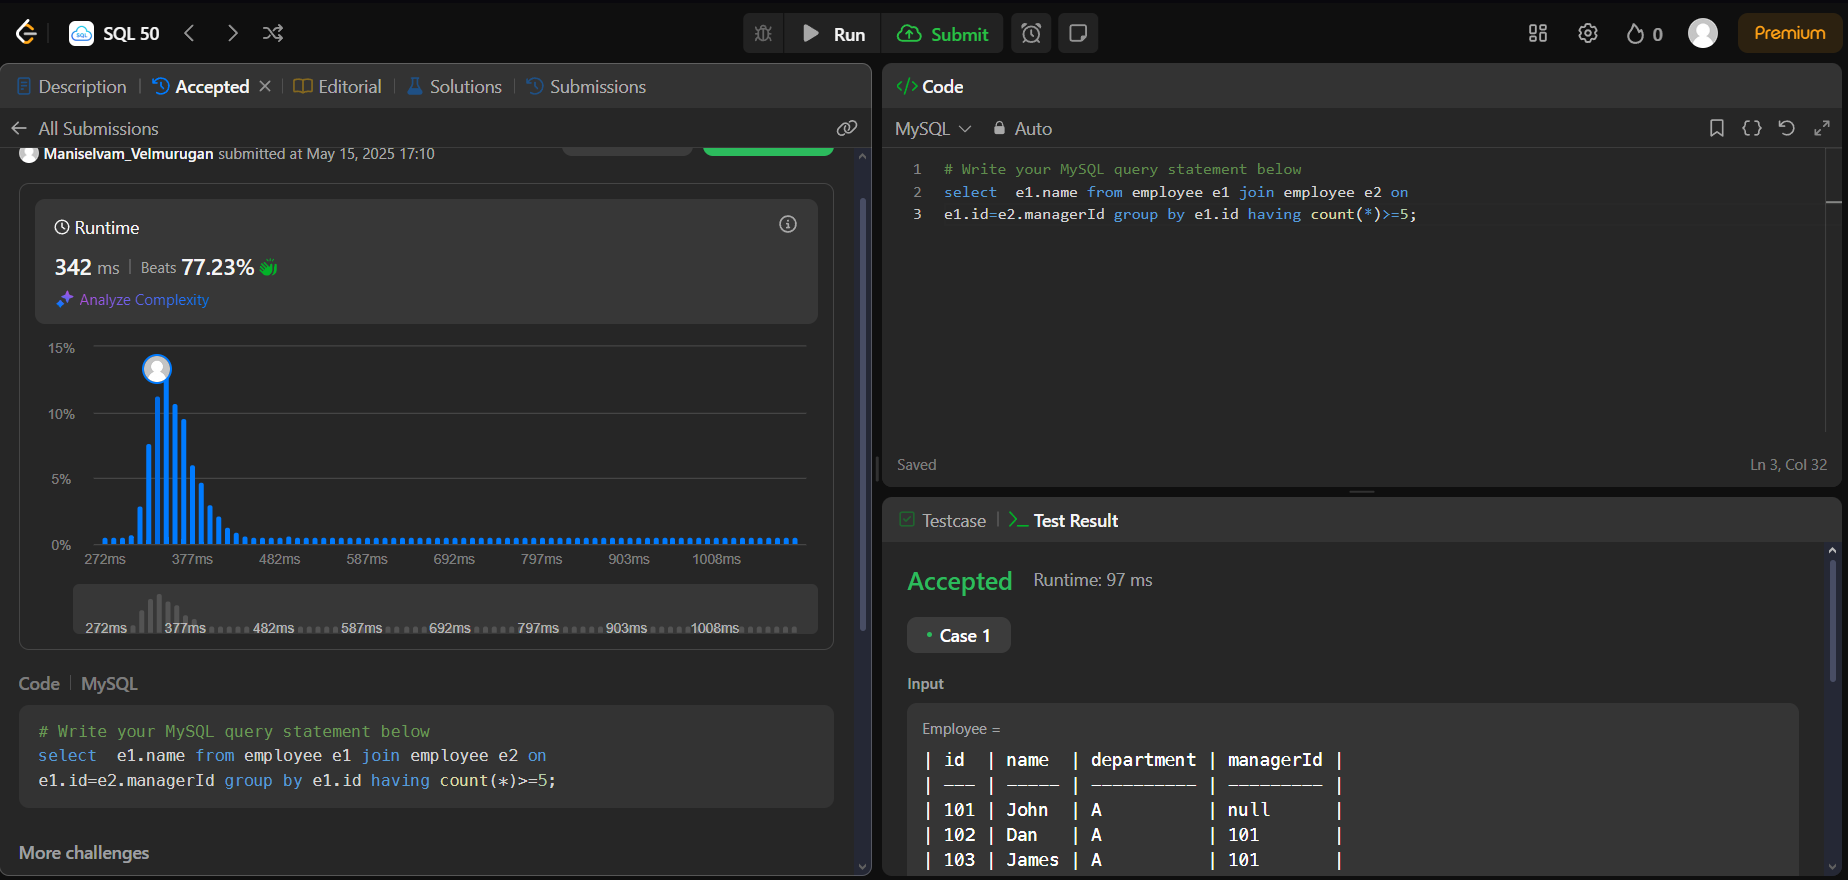 SQL 50
Run
Submit
0
Premium
Description
Accepted
Editorial
Solutions
Submissions
All Submissions
Maniselvam_Velmurugan submitted at May 15, 2025 17:10
Runtime
342 ms | Beats 77.23%
Analyze Complexity
15%
10%
5%
0%
272ms 377ms 482ms 587ms 692ms 797ms 903ms 1008ms
272ms 377ms 482ms 587ms 692ms 797ms 903ms 1008ms
Code | MySQL
# Write your MySQL query statement below
select  e1.name from employee e1 join employee e2 on
e1.id=e2.managerId group by e1.id having count(*)>=5;
More challenges
</> Code
MySQL
Auto
1 # Write your MySQL query statement below
2 select  e1.name from employee e1 join employee e2 on
3 e1.id=e2.managerId group by e1.id having count(*)>=5;
Saved
Ln 3, Col 32
Testcase
Test Result
Accepted Runtime: 97 ms
• Case 1
Input
Employee =
| id  | name  | department | managerId |
| --- | ----- | ---------- | --------- |
| 101 | John  | A          | null      |
| 102 | Dan   | A          | 101       |
| 103 | James | A          | 101       |